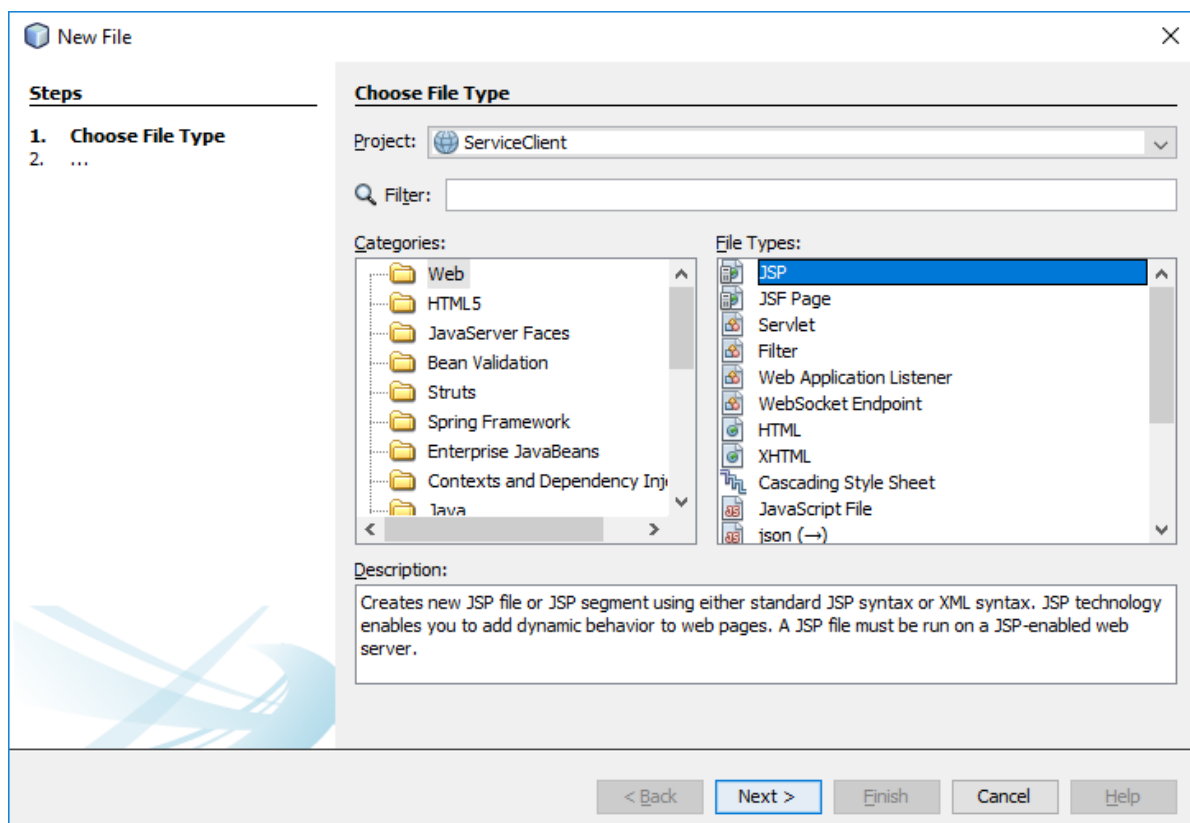 New File
Steps
1. Choose File Type
2. ...
Choose File Type
Project: ServiceClient
Filter:
Categories:
Web
HTML5
JavaServer Faces
Bean Validation
Struts
Spring Framework
Enterprise JavaBeans
Contexts and Dependency Inj
Java
File Types:
JSP
JSF Page
Servlet
Filter
Web Application Listener
WebSocket Endpoint
HTML
XHTML
Cascading Style Sheet
JavaScript File
json (→)
Description:
Creates new JSP file or JSP segment using either standard JSP syntax or XML syntax. JSP technology
enables you to add dynamic behavior to web pages. A JSP file must be run on a JSP-enabled web
server.
< Back Next > Finish Cancel Help